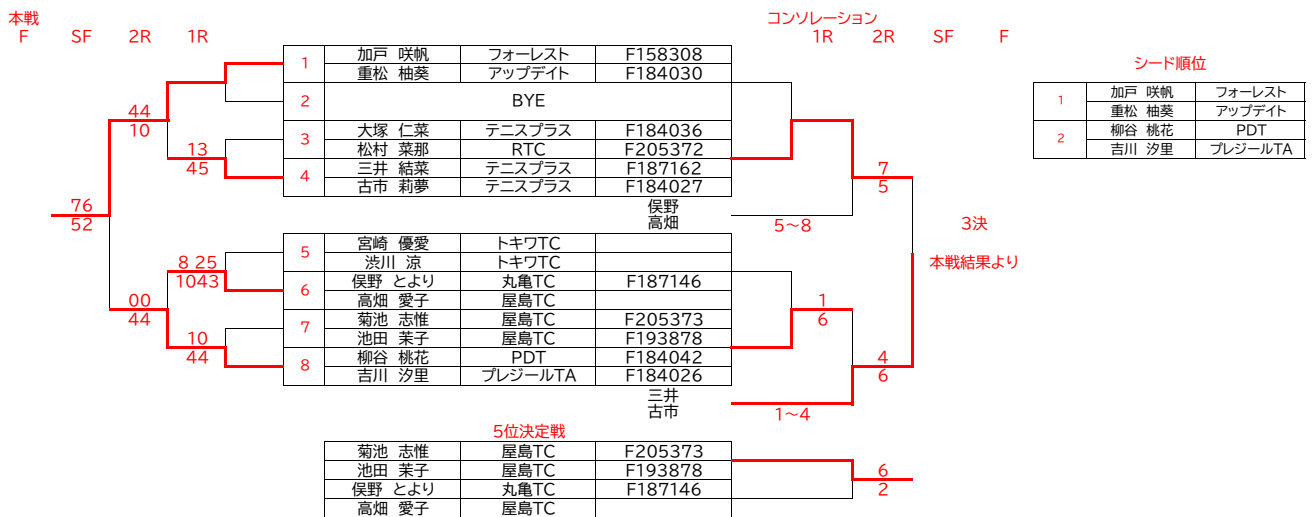 本戦
コンソレーション
F SF 2R 1R
1R 2R SF F
シード順位
1 加戸 咲帆 フォーレスト F158308
重松 柚葵 アップデイト F184030
2 BYE
3 大塚 仁菜 テニスプラス F184036
松村 菜那 RTC F205372
4 三井 結菜 テニスプラス F187162
古市 莉夢 テニスプラス F184027
44
10
13
45
76
52
1 加戸 咲帆 フォーレスト
重松 柚葵 アップデイト
2 柳谷 桃花 PDT
吉川 汐里 プレジールTA
7
5
俣野
高畑
5~8
3決
本戦結果より
5 宮崎 優愛 トキワTC
渋川 涼 トキワTC
6 俣野 とより 丸亀TC F187146
高畑 愛子 屋島TC
7 菊池 志惟 屋島TC F205373
池田 茉子 屋島TC F193878
8 柳谷 桃花 PDT F184042
吉川 汐里 プレジールTA F184026
8 25
1043
00
44
10
44
1
6
4
6
三井
古市
1~4
5位決定戦
菊池 志惟 屋島TC F205373
池田 茉子 屋島TC F193878
俣野 とより 丸亀TC F187146
高畑 愛子 屋島TC
6
2